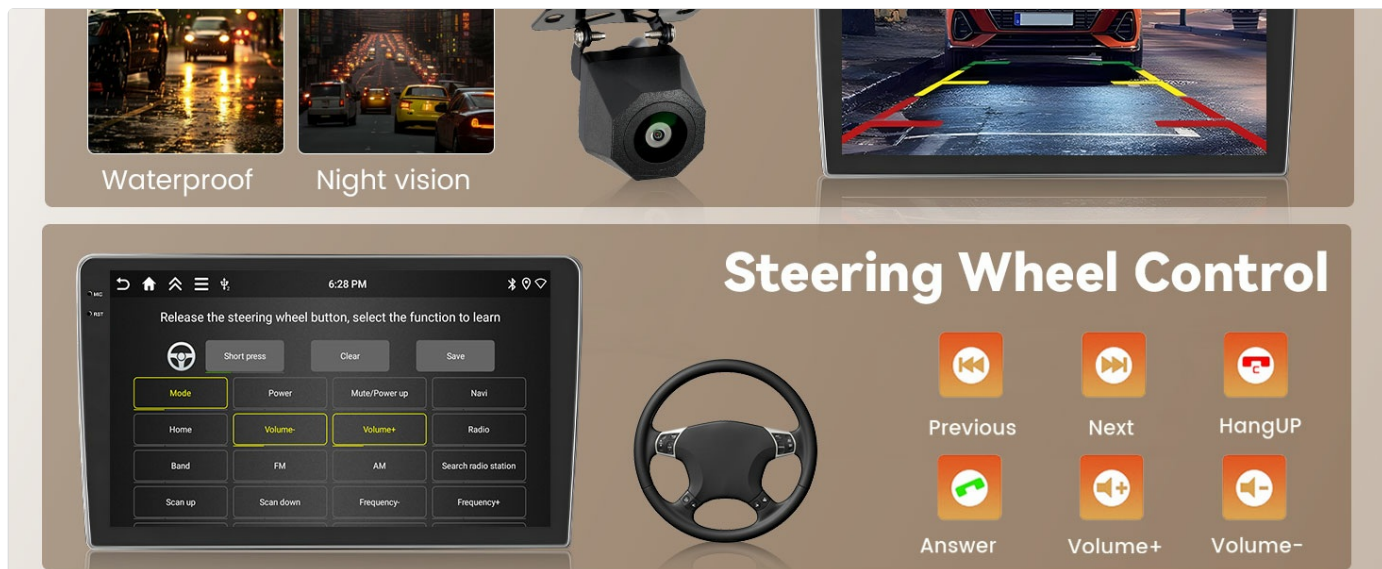 Waterproof
Night vision
Steering Wheel Control
MIC
RST
6:28 PM
Release the steering wheel button, select the function to learn
Short press
Clear
Save
Mode
Power
Mute/Power up
Navi
Home
Volume-
Volume+
Radio
Band
FM
AM
Search radio station
Scan up
Scan down
Frequency-
Frequency+
Previous
Next
HangUP
Answer
Volume+
Volume-